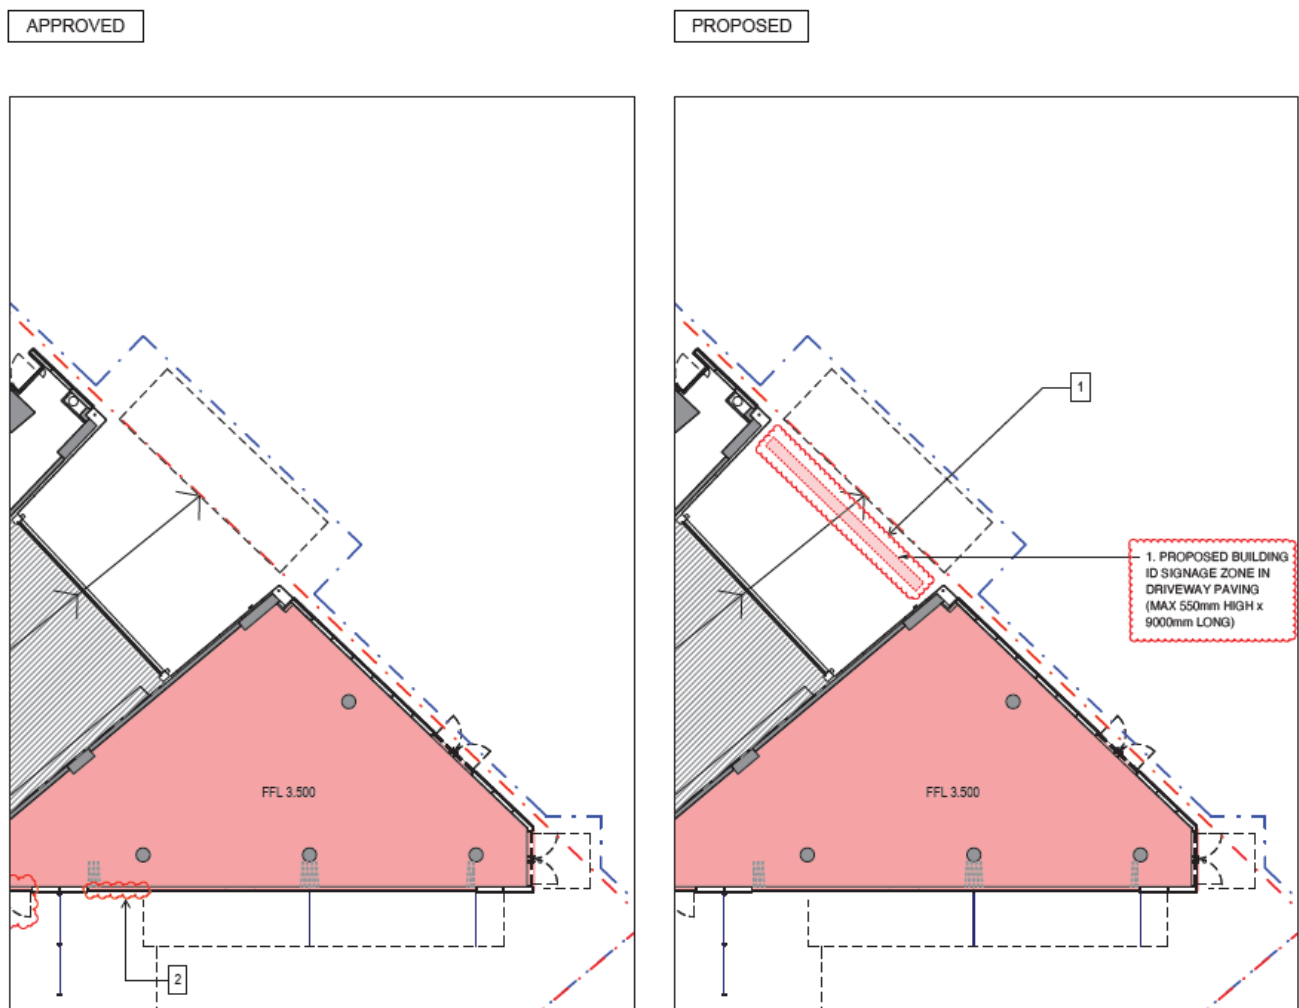 APPROVED
PROPOSED
FFL 3.500
2
1
1. PROPOSED BUILDING
ID SIGNAGE ZONE IN
DRIVEWAY PAVING
(MAX 550mm HIGH x
9000mm LONG)
FFL 3.500